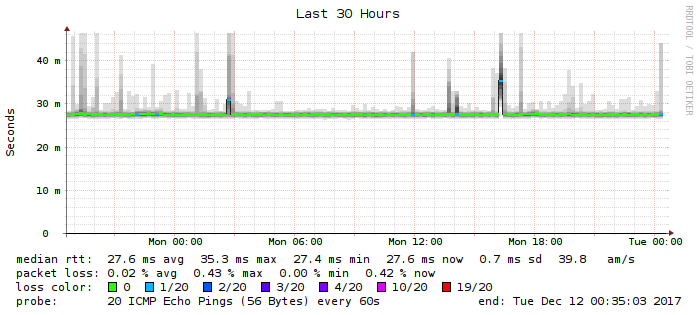 Last 30 Hours
RRDTOOL / TOBI OETIKER
Seconds
40 m
30 m
20 m
10 m
0
Mon 00:00 Mon 06:00 Mon 12:00 Mon 18:00 Tue 00:00
median rtt: 27.6 ms avg 35.3 ms max 27.4 ms min 27.6 ms now 0.7 ms sd 39.8 am/s
packet loss: 0.02 % avg 0.43 % max 0.00 % min 0.42 % now
loss color: 0 1/20 2/20 3/20 4/20 10/20 19/20
probe: 20 ICMP Echo Pings (56 Bytes) every 60s end: Tue Dec 12 00:35:03 2017